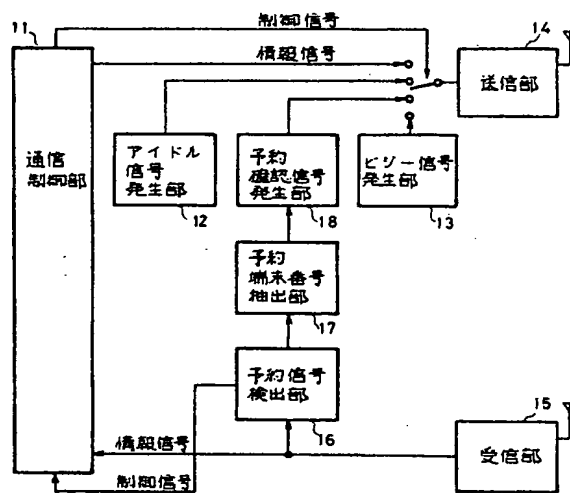 11
制御信号
情報信号
14
送信部
通信
制御部
アイドル
信号
発生部
12
予約
確認信号
発生部
18
ビジー信号
発生部
13
予約
端末番号
抽出部
17
予約信号
検出部
16
15
受信部
情報信号
制御信号